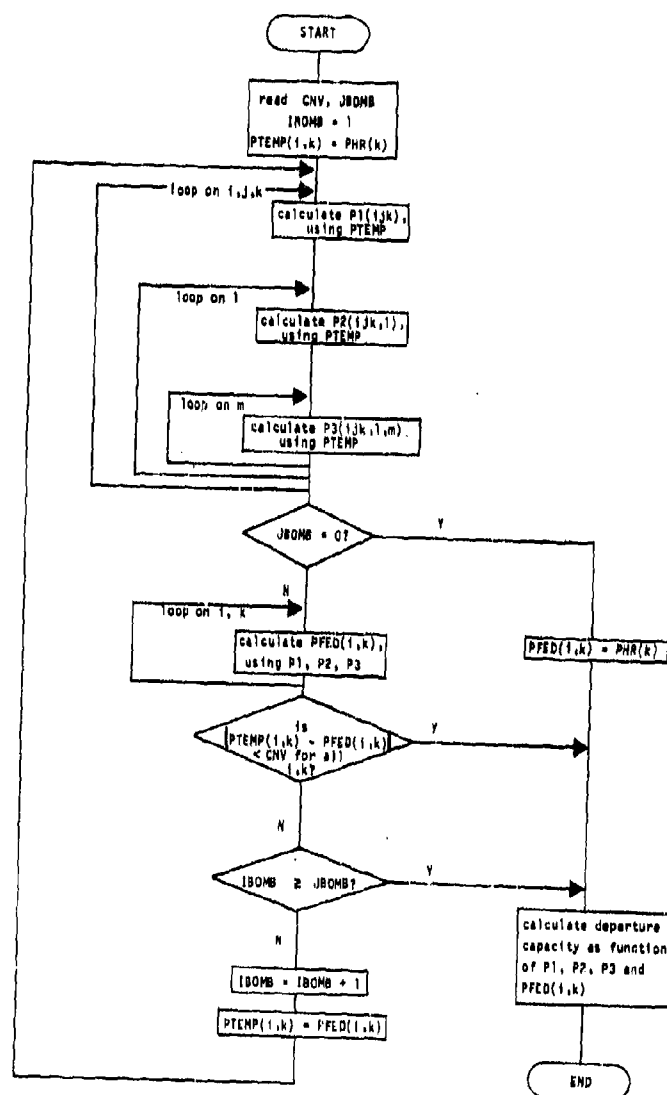 START
read CNV, JBOMB
IBOMB = 1
PTEMP(i,k) = PHR(k)
loop on i,j,k
calculate P1(ijk),
using PTEMP
loop on l
calculate P2(ijk,l),
using PTEMP
loop on m
calculate P3(ijk,l,m)
using PTEMP
JBOMB = 0?
Y
N
loop on i, k
calculate PFED(i,k),
using P1, P2, P3
PFED(i,k) = PHR(k)
is
|PTEMP(i,k) - PFED(i,k)|
< CNV for all
i,k?
Y
N
IBOMB ≥ JBOMB?
Y
N
calculate departure
capacity as function
of P1, P2, P3 and
PFED(i,k)
IBOMB = IBOMB + 1
PTEMP(i,k) = PFED(i,k)
END